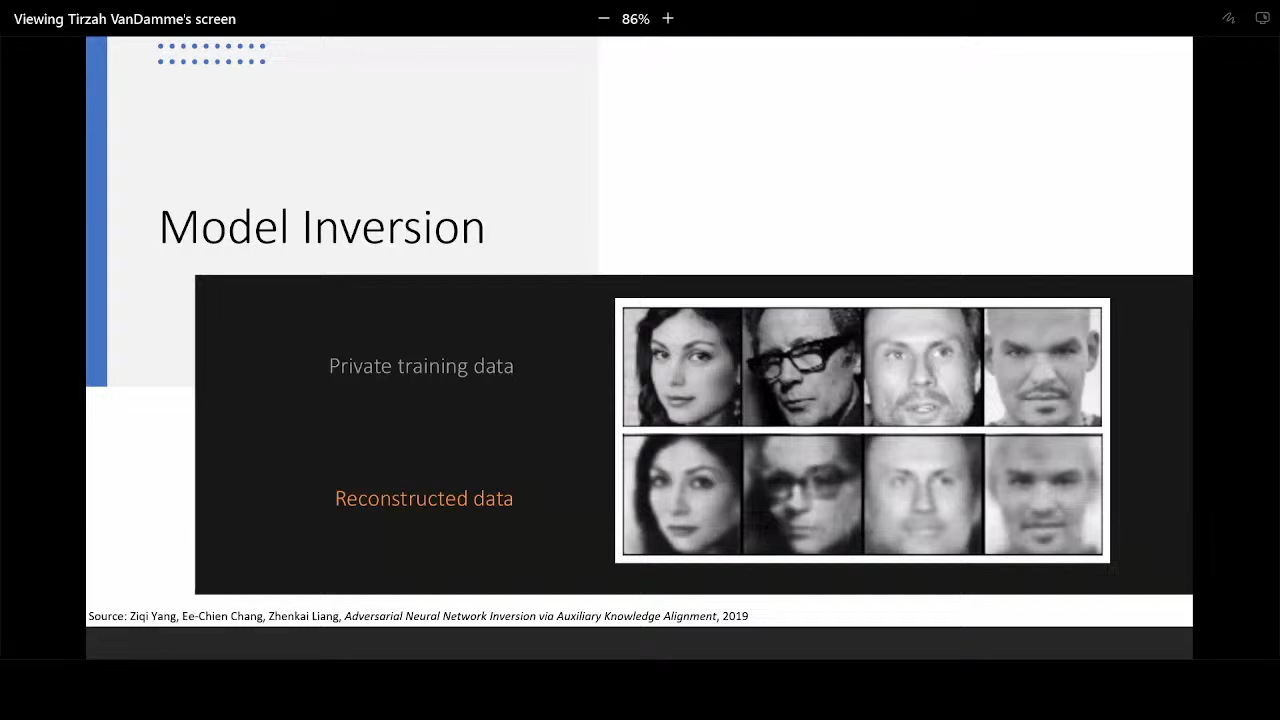 Viewing Tirzah VanDamme's screen
86%
Model Inversion
Private training data
Reconstructed data
Source: Ziqi Yang, Ee-Chien Chang, Zhenkai Liang, Adversarial Neural Network Inversion via Auxiliary Knowledge Alignment, 2019